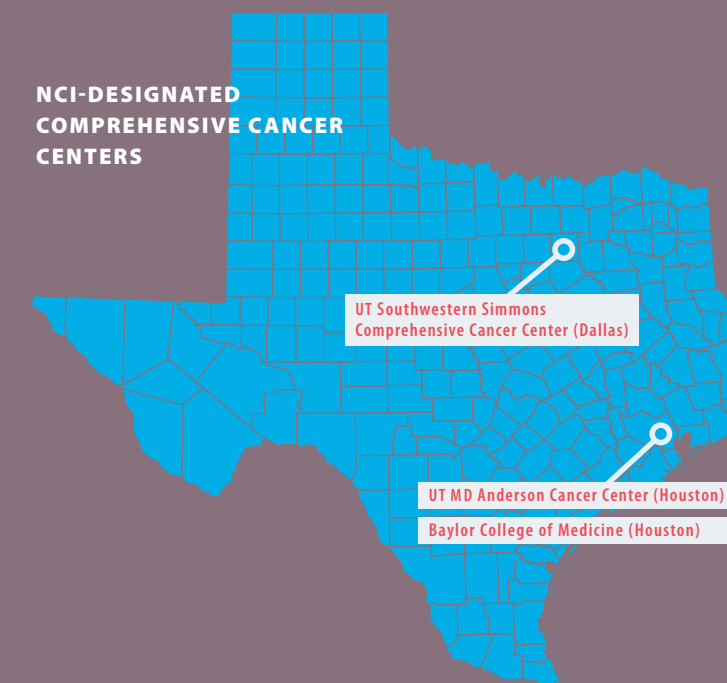 NCI-DESIGNATED
COMPREHENSIVE CANCER
CENTERS
UT Southwestern Simmons
Comprehensive Cancer Center (Dallas)
UT MD Anderson Cancer Center (Houston)
Baylor College of Medicine (Houston)